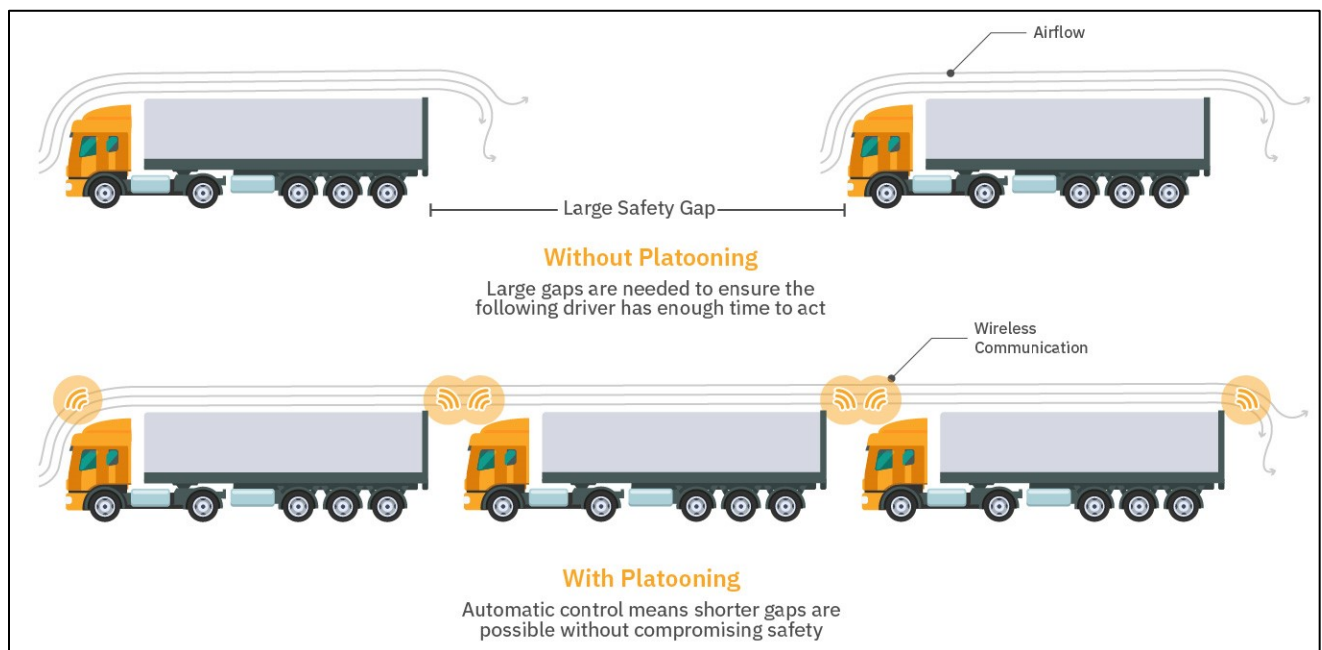 Airflow
Large Safety Gap
Without Platooning
Large gaps are needed to ensure the
following driver has enough time to act
Wireless
Communication
With Platooning
Automatic control means shorter gaps are
possible without compromising safety